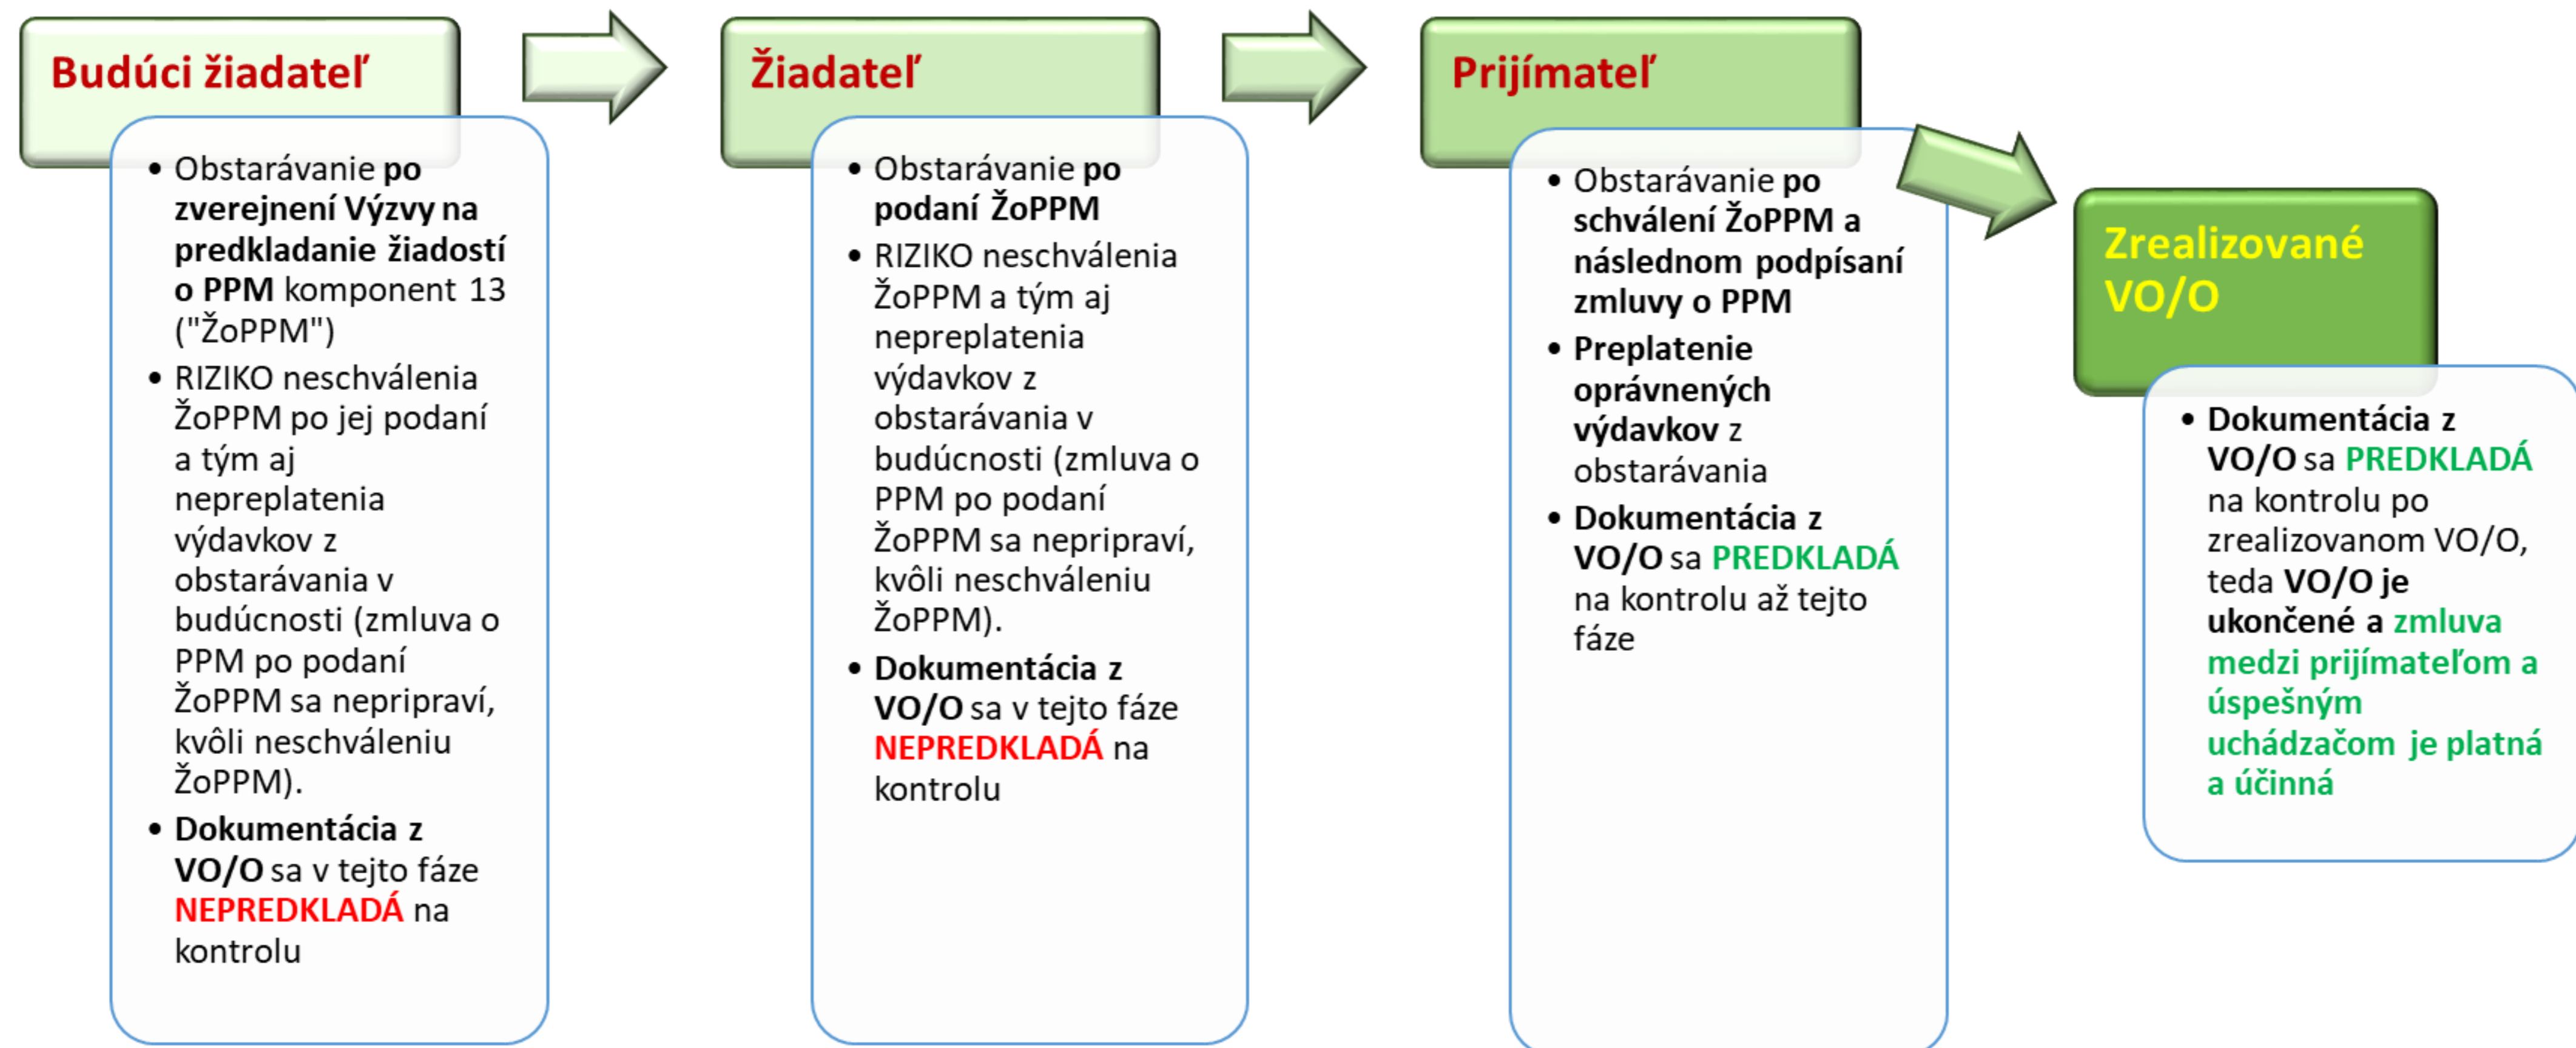 Budúci žiadateľ
• Obstarávanie po
zverejnení Výzvy na
predkladanie žiadostí
o PPM komponent 13
("ŽoPPM")
• RIZIKO neschválenia
ŽoPPM po jej podaní
a tým aj
nepreplatenia
výdavkov z
obstarávania v
budúcnosti (zmluva o
PPM po podaní
ŽoPPM sa nepripraví,
kvôli neschváleniu
ŽoPPM).
• Dokumentácia z
VO/O sa v tejto fáze
NEPREDKLADÁ na
kontrolu
Žiadateľ
• Obstarávanie po
podaní ŽoPPM
• RIZIKO neschválenia
ŽoPPM a tým aj
nepreplatenia
výdavkov z
obstarávania v
budúcnosti (zmluva o
PPM po podaní
ŽoPPM sa nepripraví,
kvôli neschváleniu
ŽoPPM).
• Dokumentácia z
VO/O sa v tejto fáze
NEPREDKLADÁ na
kontrolu
Prijímateľ
• Obstarávanie po
schválení ŽoPPM a
následnom podpísaní
zmluvy o PPM
• Preplatenie
oprávnených
výdavkov z
obstarávania
• Dokumentácia z
VO/O sa PREDKLADÁ
na kontrolu až tejto
fáze
Zrealizované
VO/O
• Dokumentácia z
VO/O sa PREDKLADÁ
na kontrolu po
zrealizovanom VO/O,
teda VO/O je
ukončené a zmluva
medzi prijímateľom a
úspešným
uchádzačom je platná
a účinná